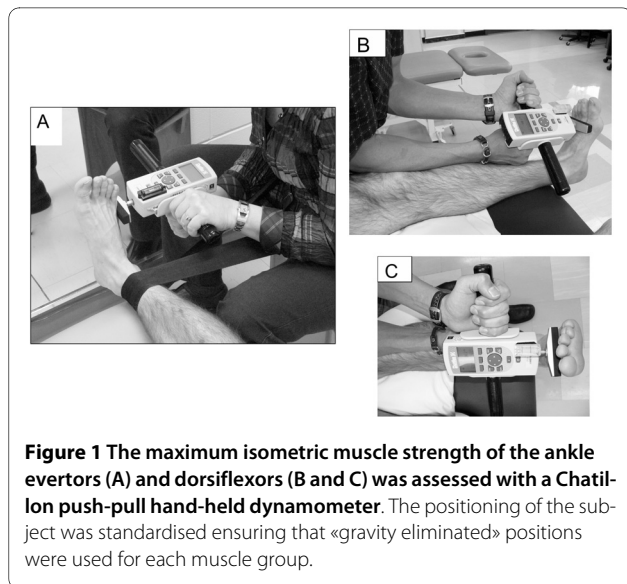 A
B
C
Figure 1 The maximum isometric muscle strength of the ankle
evertors (A) and dorsiflexors (B and C) was assessed with a Chatil-
lon push-pull hand-held dynamometer. The positioning of the sub-
ject was standardised ensuring that «gravity eliminated» positions
were used for each muscle group.